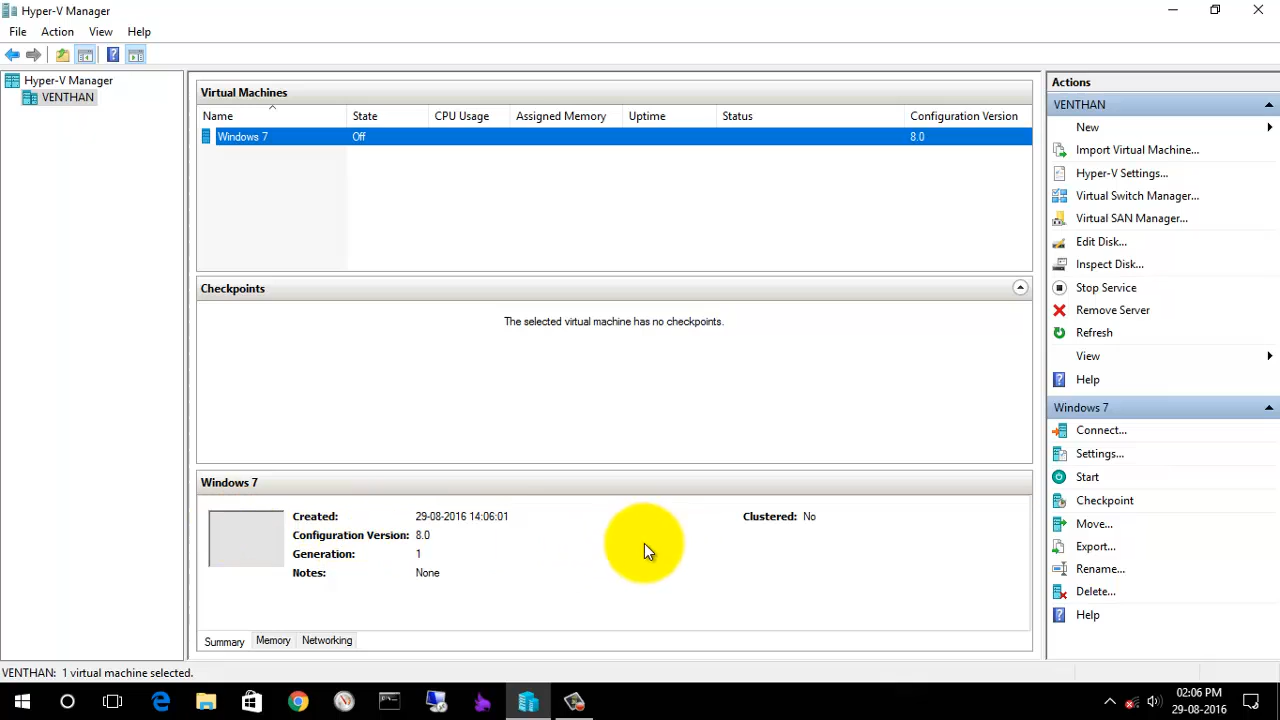 Hyper-V Manager
File Action View Help
Hyper-V Manager
VENTHAN
Virtual Machines
Name State CPU Usage Assigned Memory Uptime Status Configuration Version
Windows 7 Off 8.0
Checkpoints
The selected virtual machine has no checkpoints.
Windows 7
Created: 29-08-2016 14:06:01 Clustered: No
Configuration Version: 8.0
Generation: 1
Notes: None
Summary Memory Networking
Actions
VENTHAN
New
Import Virtual Machine...
Hyper-V Settings...
Virtual Switch Manager...
Virtual SAN Manager...
Edit Disk...
Inspect Disk...
Stop Service
Remove Server
Refresh
View
Help
Windows 7
Connect...
Settings...
Start
Checkpoint
Move...
Export...
Rename...
Delete...
Help
VENTHAN: 1 virtual machine selected.
02:06 PM
29-08-2016